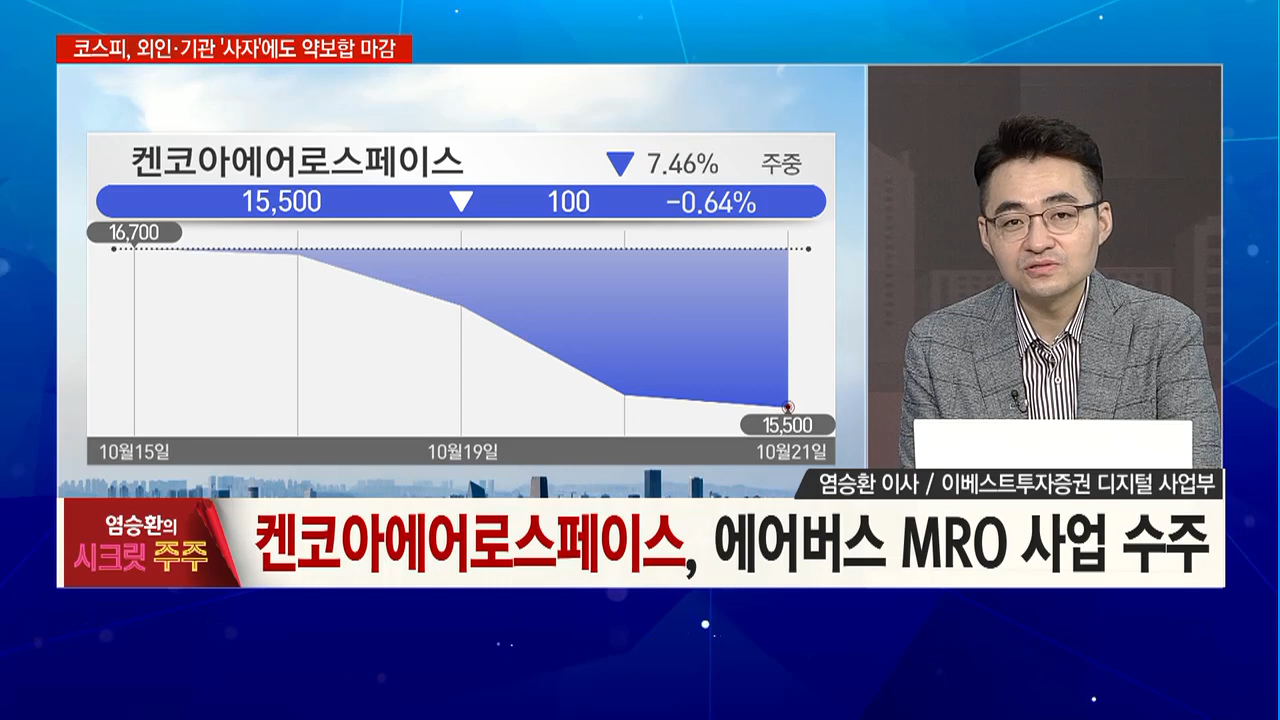 코스피, 외인·기관 '사자'에도 약보합 마감
켄코아에어로스페이스 ▼ 7.46% 주중
15,500 ▼ 100 -0.64%
16,700
15,500
10월15일 10월19일 10월21일
염승환 이사 / 이베스트투자증권 디지털 사업부
염승환의
시크릿 주주
켄코아에어로스페이스, 에어버스 MRO 사업 수주